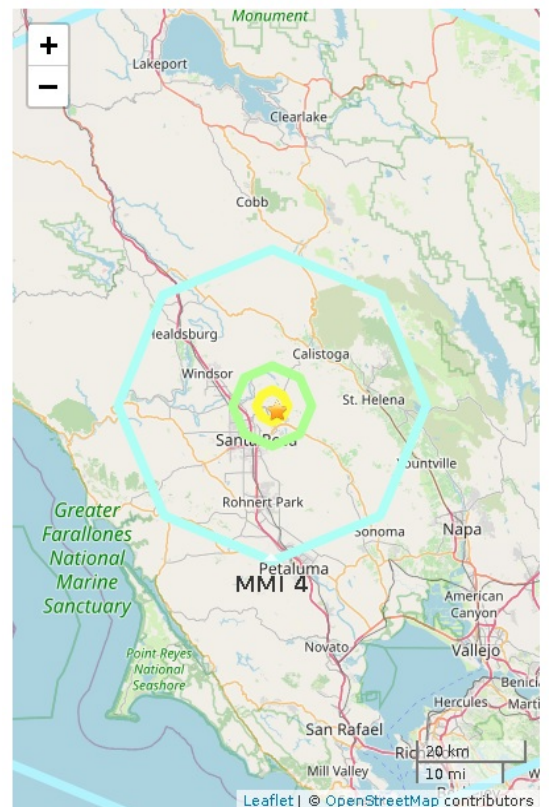 Monument
+
−
Lakeport
Clearlake
Cobb
Healdsburg
Calistoga
Windsor
St. Helena
Santa Rosa
Yountville
Rohnert Park
Greater
Farallones
National
Marine
Sanctuary
Sonoma
Napa
Petaluma
MMI 4
American
Canyon
Point Reyes
National
Seashore
Novato
Vallejo
Benici
Hercules
Marti
San Rafael
20 km
Mill Valley
10 mi
Leaflet | © OpenStreetMap contributors